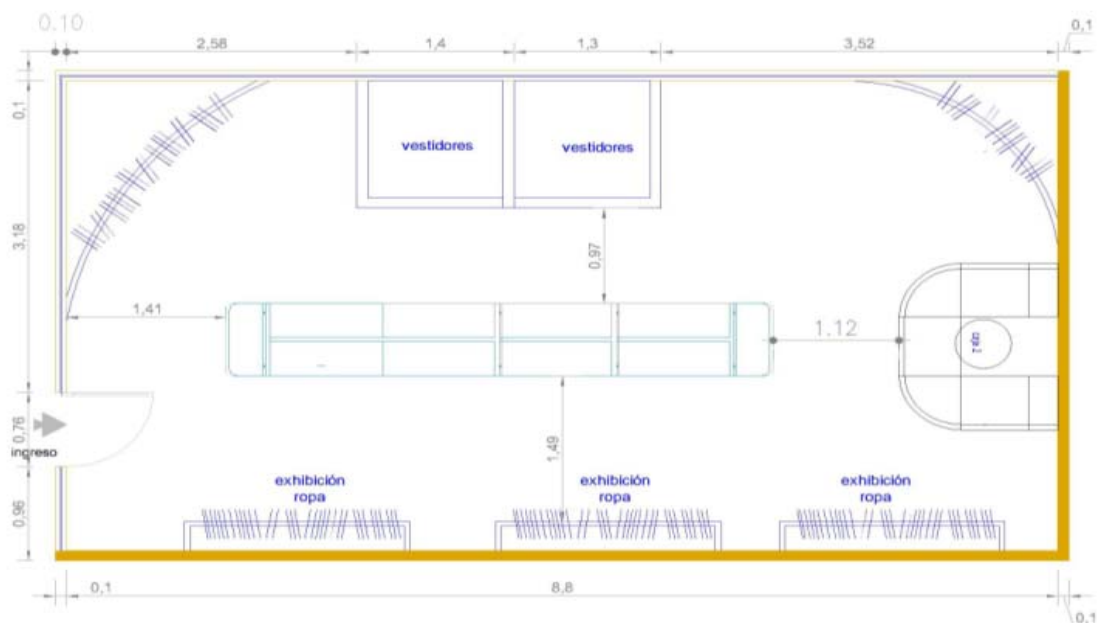 0.10
2,58
1,4
1,3
3,52
0,1
0,1
vestidores
vestidores
3,18
0,97
1,41
1.12
caja 2
0,76
ingreso
1,49
0,96
exhibición
ropa
exhibición
ropa
exhibición
ropa
0,1
8,8
0,1